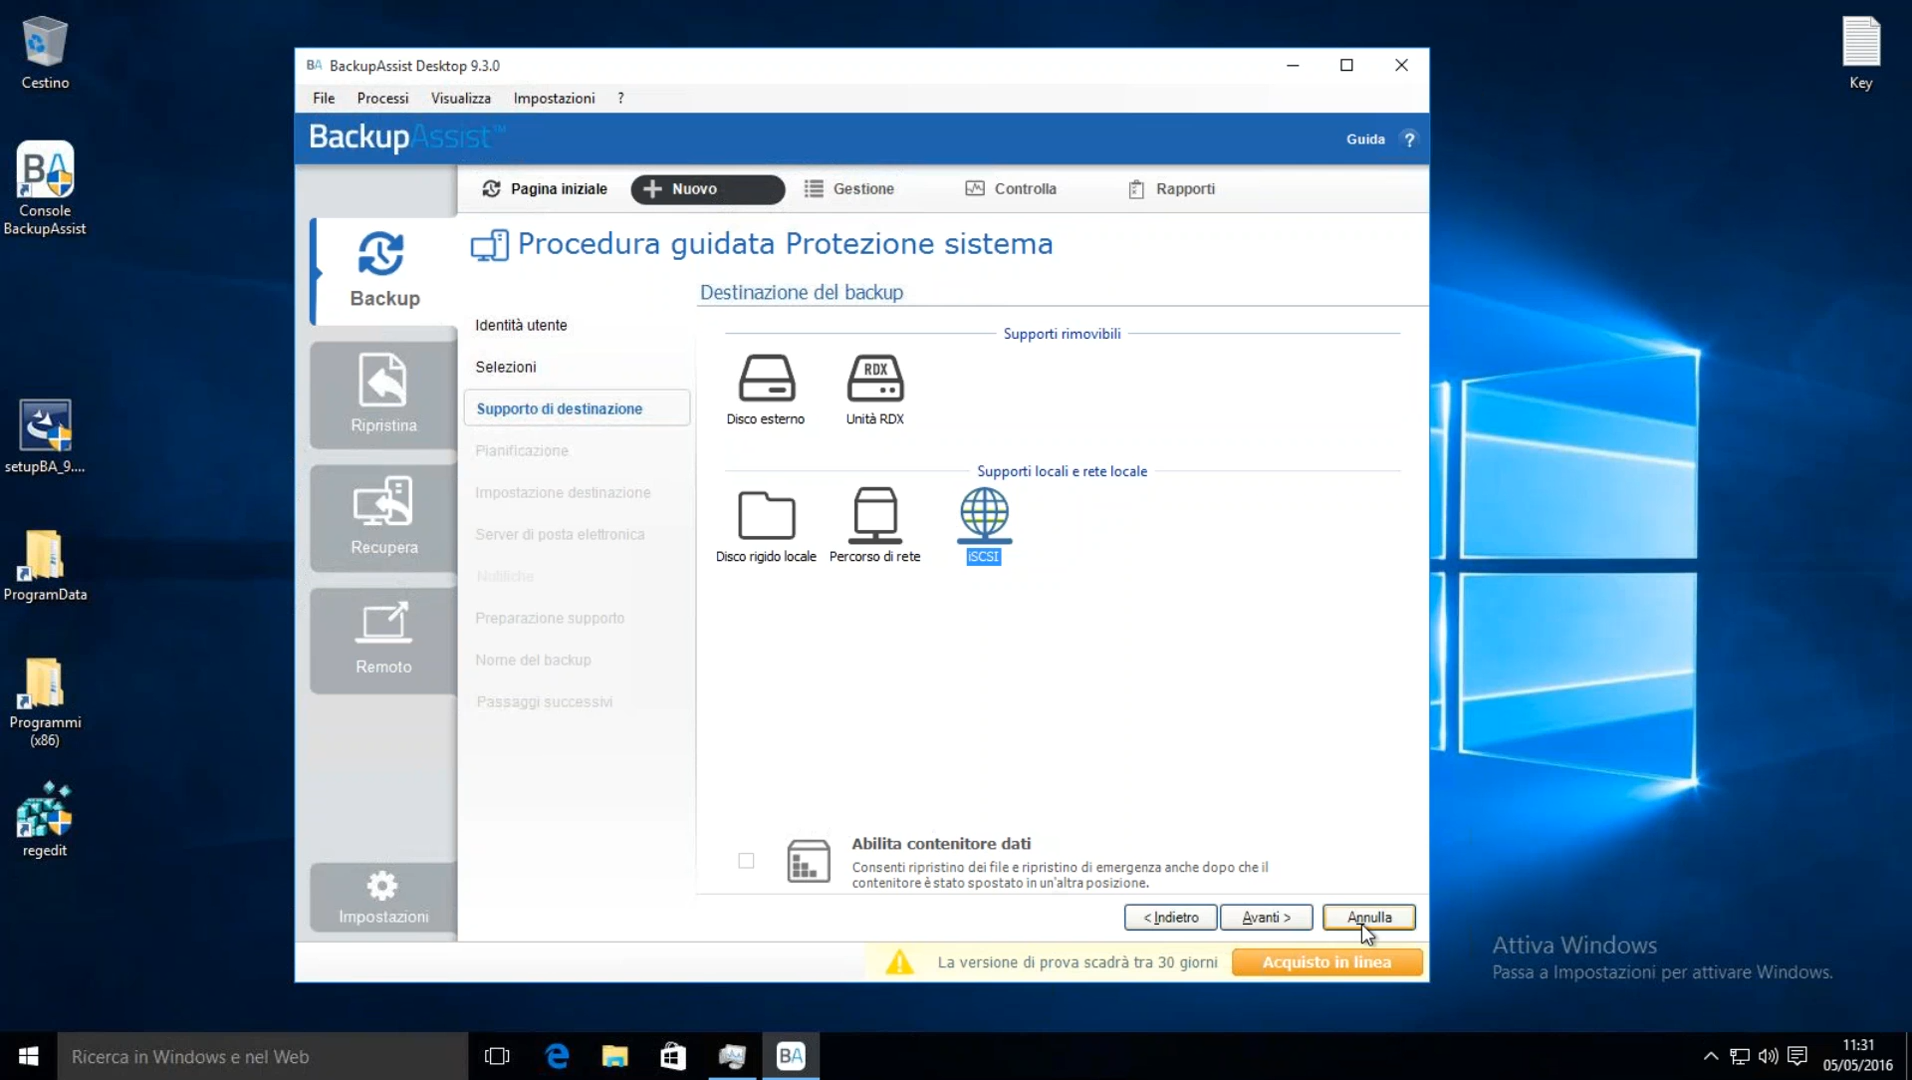 Cestino
Key
BA BackupAssist Desktop 9.3.0
File Processi Visualizza Impostazioni ?
BackupAssist™
Guida ?
BA
Console
BackupAssist
Pagina iniziale
Nuovo
Gestione
Controlla
Rapporti
Procedura guidata Protezione sistema
Backup
Ripristina
Recupera
Remoto
Impostazioni
Identità utente
Selezioni
Supporto di destinazione
Pianificazione
Impostazione destinazione
Server di posta elettronica
Notifiche
Preparazione supporto
Nome del backup
Passaggi successivi
Destinazione del backup
Supporti rimovibili
Disco esterno
RDX
Unità RDX
Supporti locali e rete locale
Disco rigido locale
Percorso di rete
iSCSI
Abilita contenitore dati
Consenti ripristino dei file e ripristino di emergenza anche dopo che il
contenitore è stato spostato in un'altra posizione.
< Indietro
Avanti >
Annulla
La versione di prova scadrà tra 30 giorni
Acquisto in linea
setupBA_9....
ProgramData
Programmi
(x86)
regedit
Attiva Windows
Passa a Impostazioni per attivare Windows.
Ricerca in Windows e nel Web
BA
11:31
05/05/2016